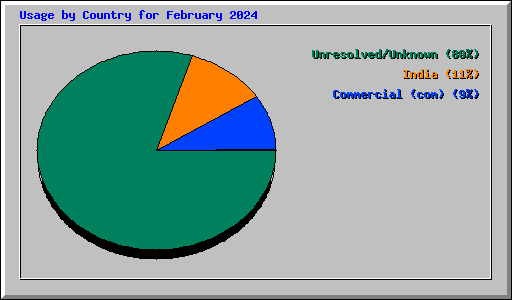 Usage by Country for February 2024
Unresolved/Unknown (80%)
India (11%)
Commercial (com) (9%)